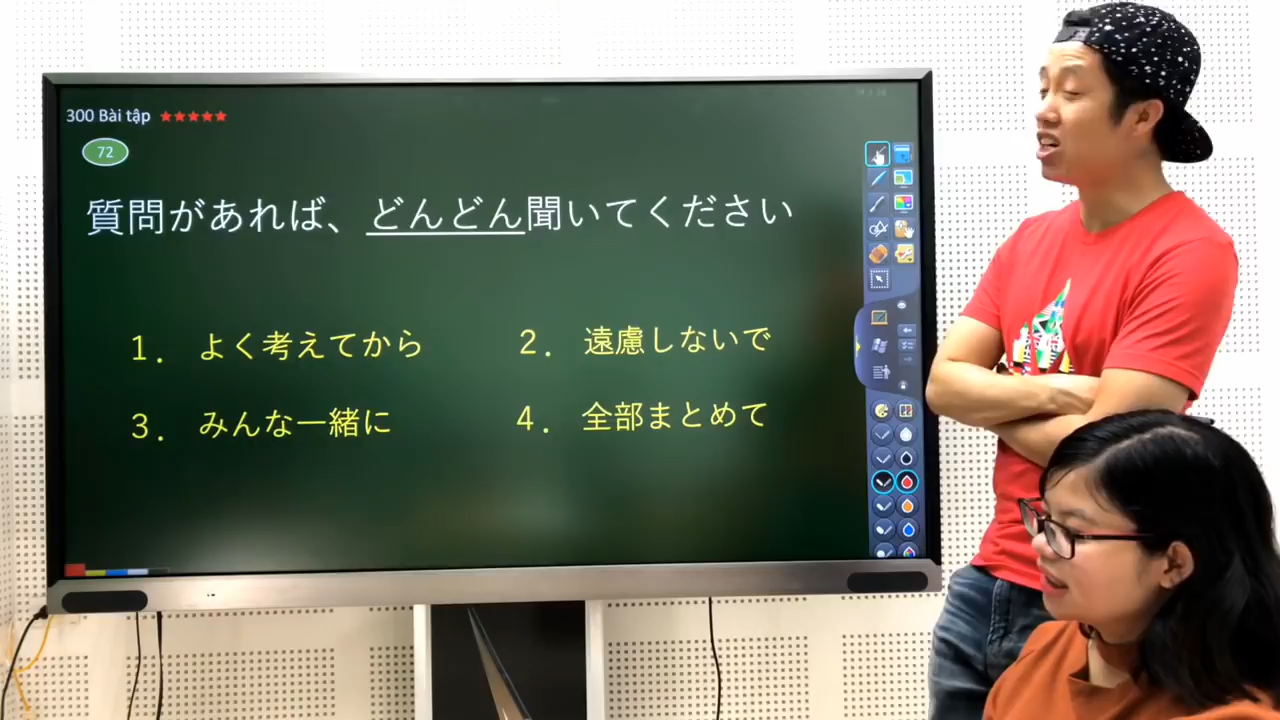 300 Bài tập ★★★★★
72
質問があれば、どんどん聞いてください
1. よく考えてから
2. 遠慮しないで
3. みんな一緒に
4. 全部まとめて